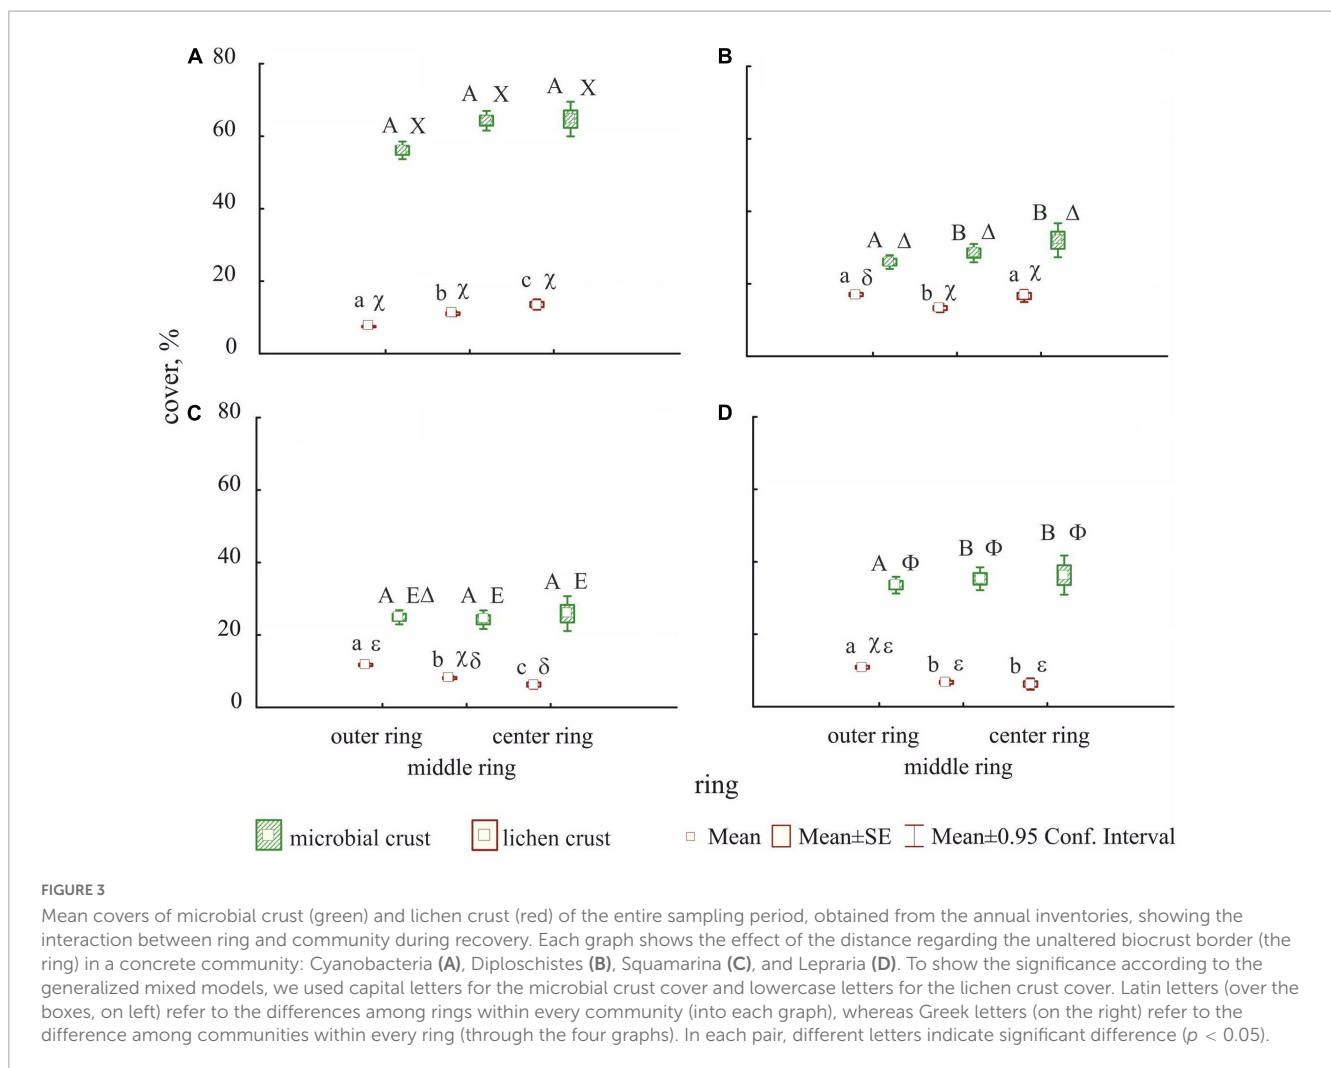 A
80
60
40
20
0
cover, %
A X
A X
A X
a χ
b χ
c χ
B
A Δ
B Δ
B Δ
a δ
b χ
a χ
C
80
60
40
20
0
A EΔ
A E
A E
a ε
b χδ
c δ
outer ring
center ring
middle ring
D
A Φ
B Φ
B Φ
a χε
b ε
b ε
outer ring
center ring
middle ring
ring
microbial crust
lichen crust
Mean
Mean±SE
Mean±0.95 Conf. Interval
FIGURE 3
Mean covers of microbial crust (green) and lichen crust (red) of the entire sampling period, obtained from the annual inventories, showing the
interaction between ring and community during recovery. Each graph shows the effect of the distance regarding the unaltered biocrust border (the
ring) in a concrete community: Cyanobacteria (A), Diploschistes (B), Squamarina (C), and Lepraria (D). To show the significance according to the
generalized mixed models, we used capital letters for the microbial crust cover and lowercase letters for the lichen crust cover. Latin letters (over the
boxes, on left) refer to the differences among rings within every community (into each graph), whereas Greek letters (on the right) refer to the
difference among communities within every ring (through the four graphs). In each pair, different letters indicate significant difference (p < 0.05).